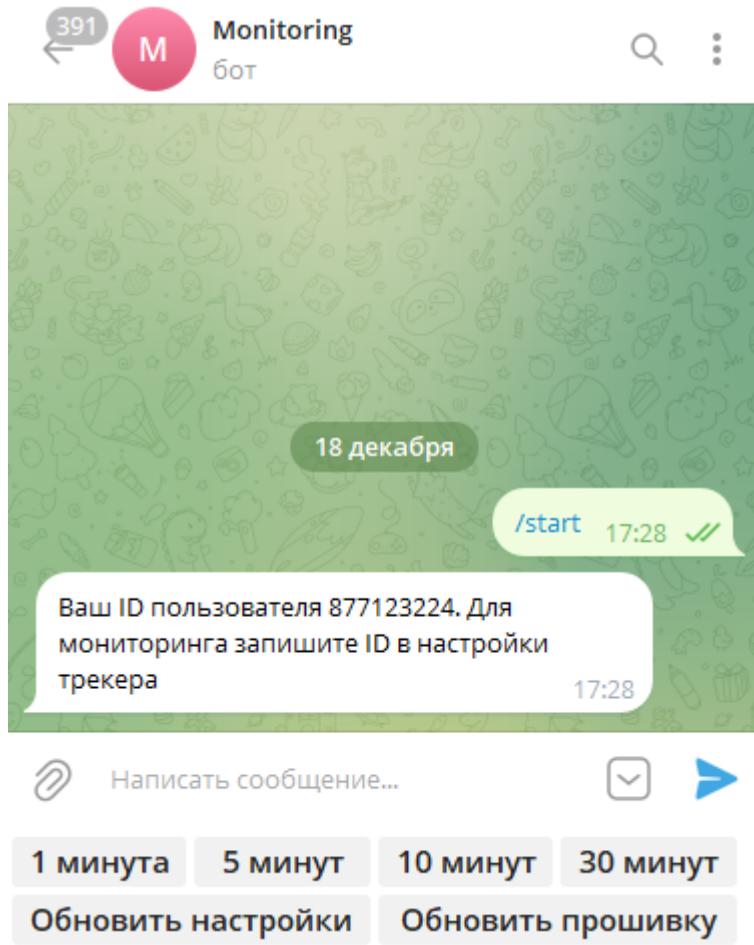 391
M
Monitoring
бот
18 декабря
/start 17:28
Ваш ID пользователя 877123224. Для
мониторинга запишите ID в настройки
трекера
17:28
Написать сообщение...
1 минута 5 минут 10 минут 30 минут
Обновить настройки Обновить прошивку